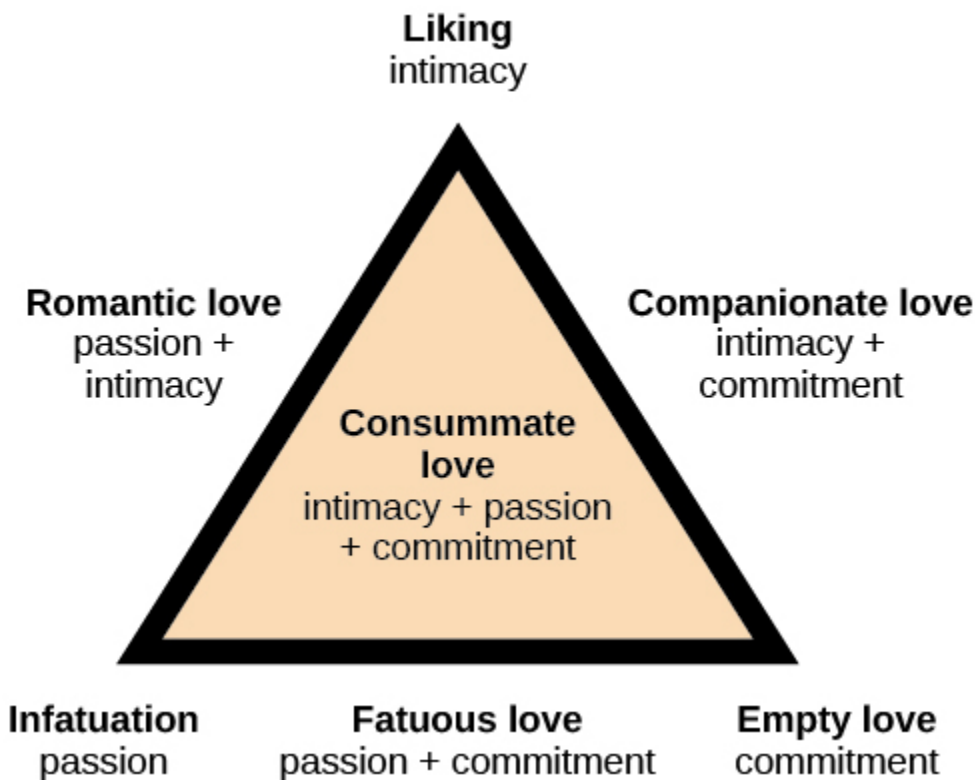 Liking
intimacy
Romantic love
passion +
intimacy
Companionate love
intimacy +
commitment
Consummate
love
intimacy + passion
+ commitment
Infatuation
passion
Fatuous love
passion + commitment
Empty love
commitment